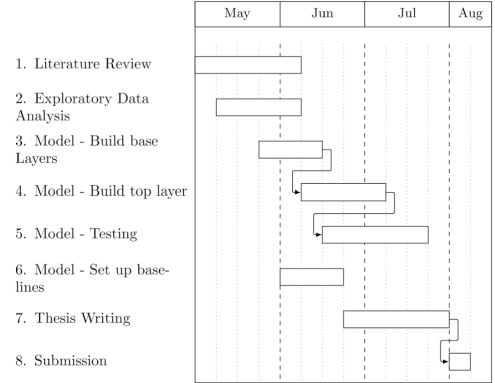 May Jun Jul Aug
1. Literature Review
2. Exploratory Data
Analysis
3. Model - Build base
Layers
4. Model - Build top layer
5. Model - Testing
6. Model - Set up base-
lines
7. Thesis Writing
8. Submission